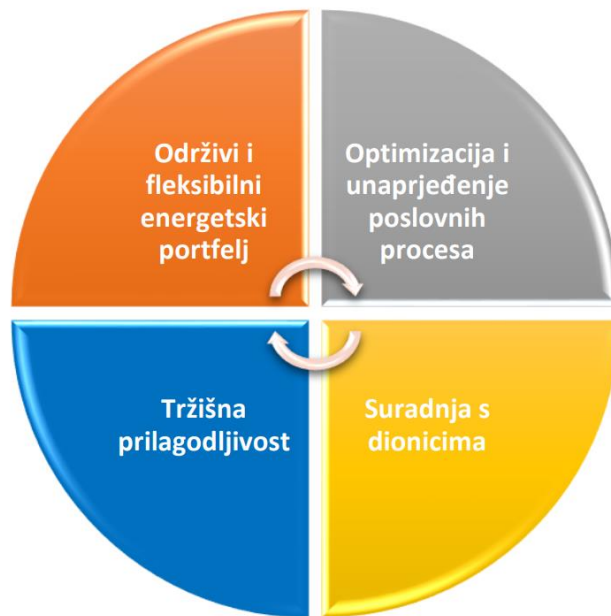 Održivi i
fleksibilni
energetski
portfelj
Optimizacija i
unaprjeđenje
poslovnih
procesa
Tržišna
prilagodljivost
Suradnja s
dionicima